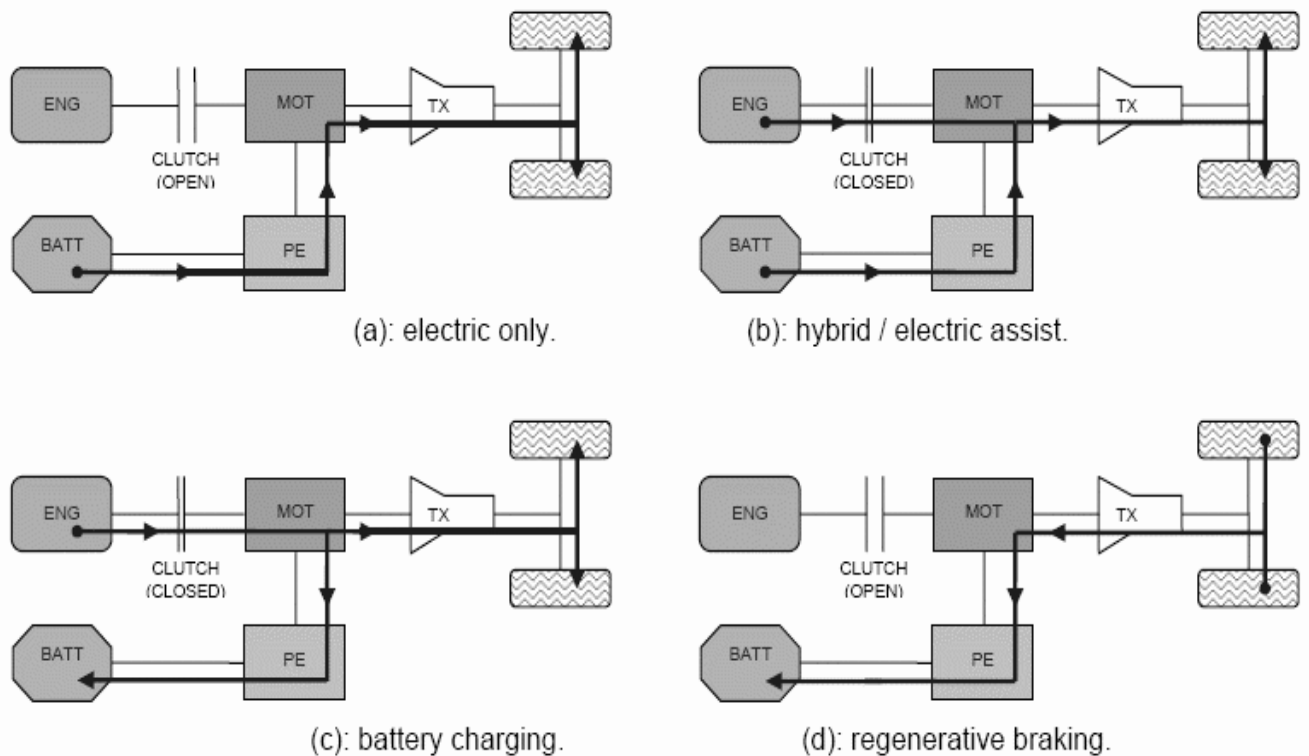 ENG
MOT
TX
CLUTCH
(OPEN)
BATT
PE
(a): electric only.
ENG
MOT
TX
CLUTCH
(CLOSED)
BATT
PE
(b): hybrid / electric assist.
ENG
MOT
TX
CLUTCH
(CLOSED)
BATT
PE
(c): battery charging.
ENG
MOT
TX
CLUTCH
(OPEN)
BATT
PE
(d): regenerative braking.